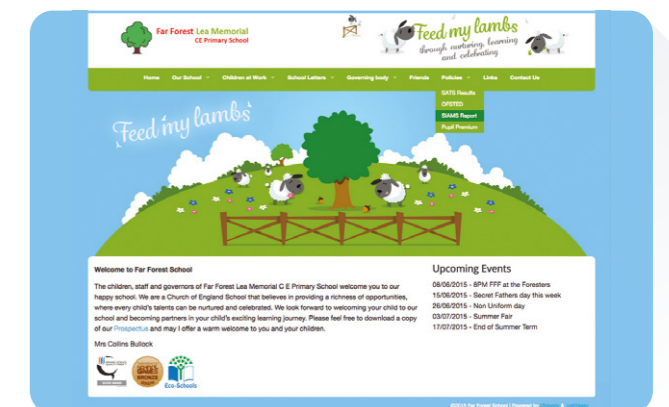 Far Forest Lea Memorial
CE Primary School
Feed my lambs
through nurturing, learning
and celebrating
Home Our School Children at Work School Letters Governing body Friends Policies Links Contact Us
SATS Results
OFSTED
SIAMS Report
Pupil Premium
Feed my lambs
Welcome to Far Forest School
The children, staff and governors of Far Forest Lea Memorial C E Primary School welcome you to our
happy school. We are a Church of England School that believes in providing a richness of opportunities,
where every child's talents can be nurtured and celebrated. We look forward to welcoming your child to our
school and becoming partners in your child's exciting learning journey. Please feel free to download a copy
of our Prospectus and may I offer a warm welcome to you and your children.
Mrs Collins Bullock
Upcoming Events
08/06/2015 - 8PM FFF at the Foresters
15/06/2015 - Secret Fathers day this week
26/06/2015 - Non Uniform day
03/07/2015 - Summer Fair
17/07/2015 - End of Summer Term
BRONZE
Eco-Schools
©2015 Far Forest School | Powered by